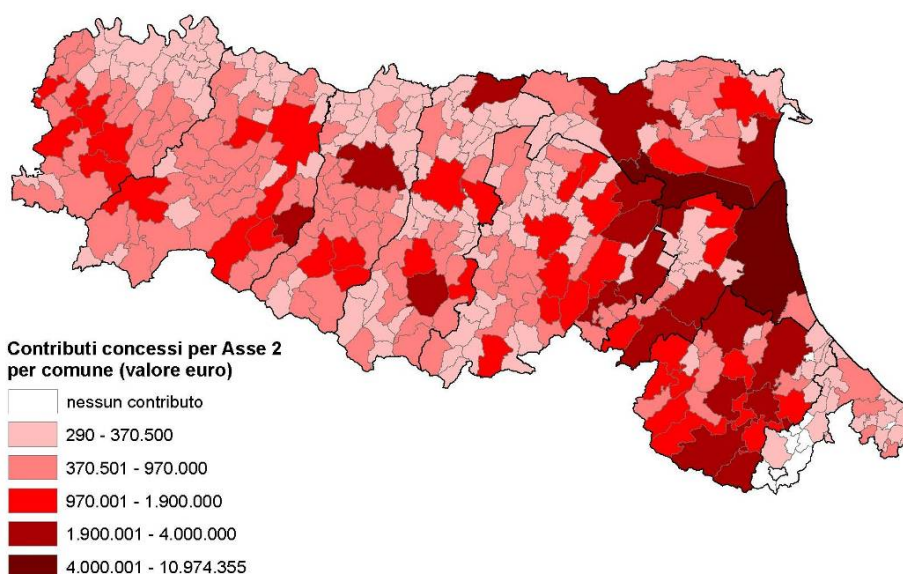 Contributi concessi per Asse 2
per comune (valore euro)
nessun contributo
290 - 370.500
370.501 - 970.000
970.001 - 1.900.000
1.900.001 - 4.000.000
4.000.001 - 10.974.355